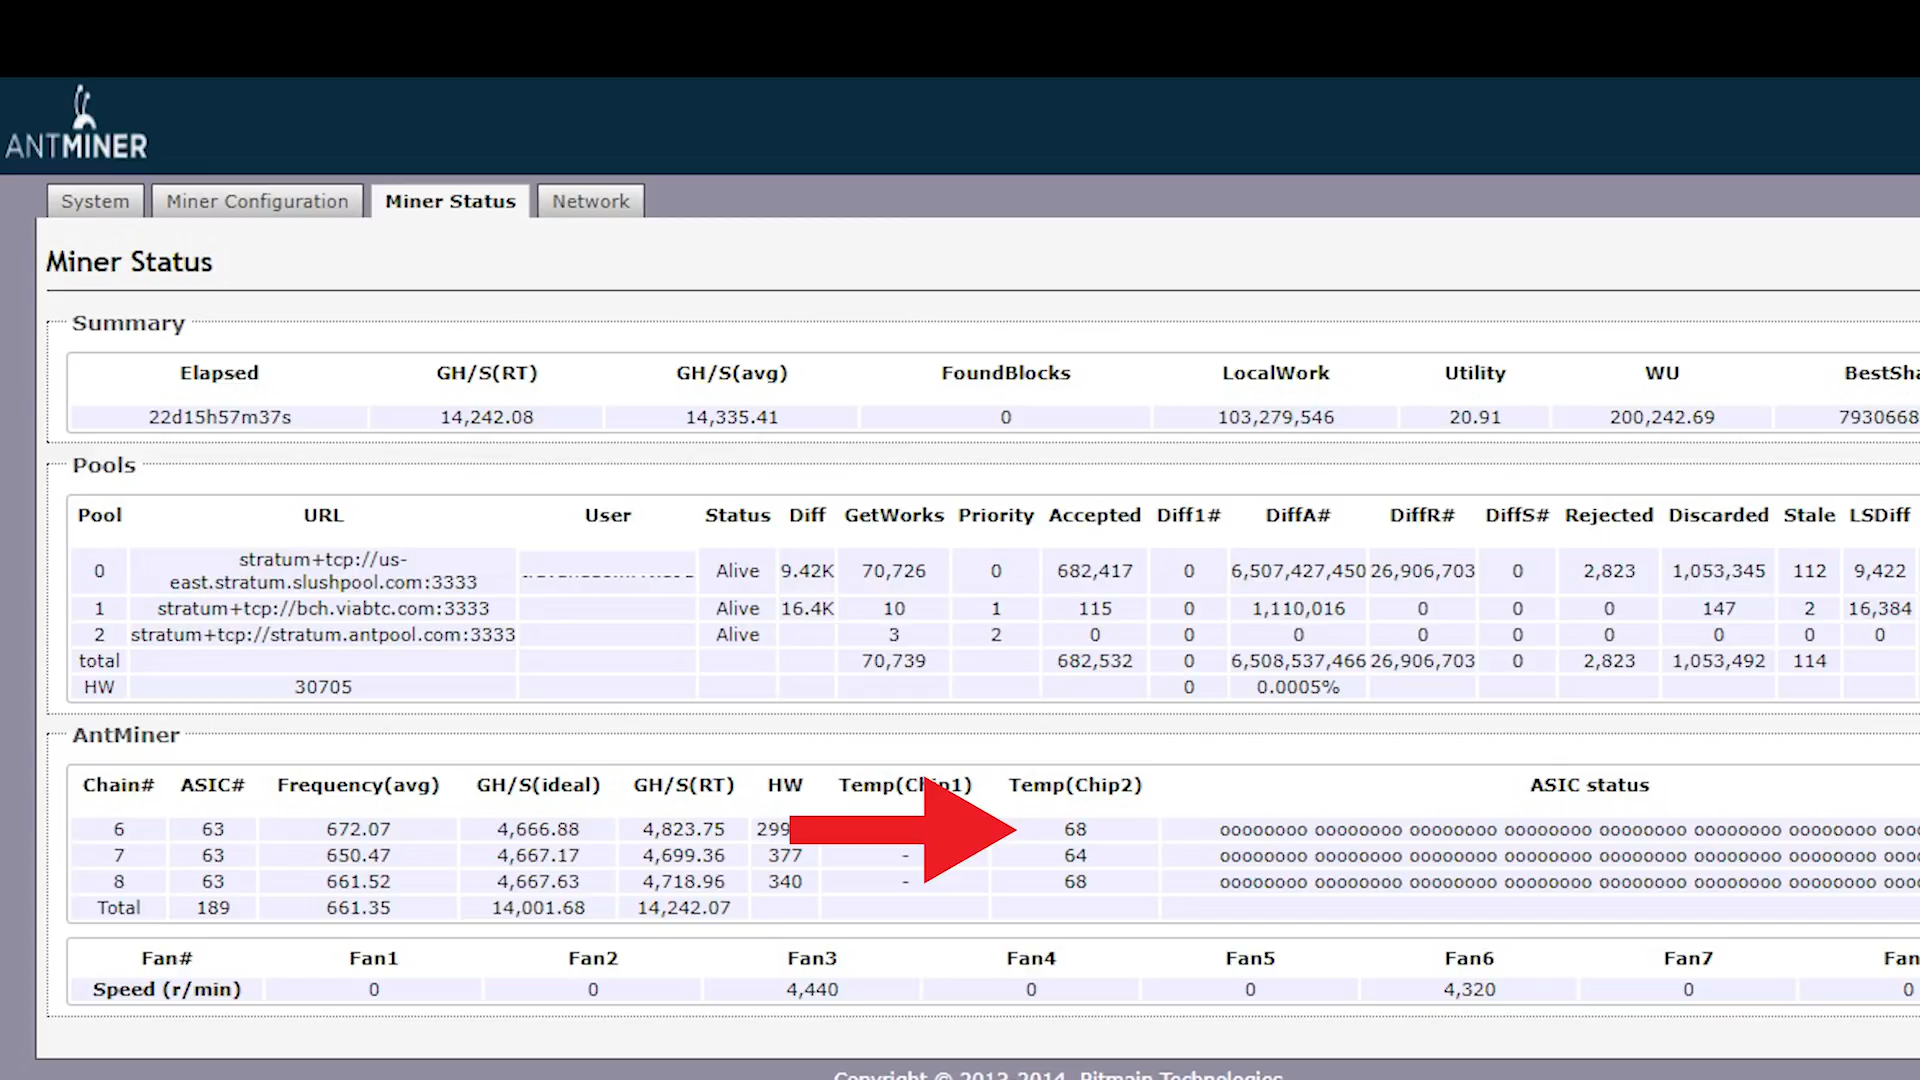 ANTMINER
System Miner Configuration Miner Status Network
Miner Status
Summary
Elapsed GH/S(RT) GH/S(avg) FoundBlocks LocalWork Utility WU
22d15h57m37s 14,242.08 14,335.41 0 103,279,546 20.91 200,242.69 7930668
Pools
Pool URL User Status Diff GetWorks Priority Accepted Diff1# DiffA# DiffR# DiffS# Rejected Discarded Stale LSDiff
0 stratum+tcp://us-east.stratum.slushpool.com:3333 Alive 9.42K 70,726 0 682,417 0 6,507,427,450 26,906,703 0 2,823 1,053,345 112 9,422
1 stratum+tcp://bch.viabtc.com:3333 Alive 16.4K 10 1 115 0 1,110,016 0 0 0 147 2 16,384
2 stratum+tcp://stratum.antpool.com:3333 Alive 3 2 0 0 0 0 0 0 0 0 0
total 70,739 682,532 0 6,508,537,466 26,906,703 0 2,823 1,053,492 114
HW 30705 0 0.0005%
AntMiner
Chain# ASIC# Frequency(avg) GH/S(ideal) GH/S(RT) HW Temp(Chip2) ASIC status
6 63 672.07 4,666.88 4,823.75 68 oooooooo oooooooo oooooooo oooooooo oooooooo oooooooo oooooooo
7 63 650.47 4,667.17 4,699.36 377 - 64 oooooooo oooooooo oooooooo oooooooo oooooooo oooooooo oooooooo
8 63 661.52 4,667.63 4,718.96 340 - 68 oooooooo oooooooo oooooooo oooooooo oooooooo oooooooo oooooooo
Total 189 661.35 14,001.68 14,242.07
Fan# Fan1 Fan2 Fan3 Fan4 Fan5 Fan6 Fan7
Speed (r/min) 0 0 4,440 0 0 4,320 0 0
Copyright © 2013-2014, Bitmain Technologies